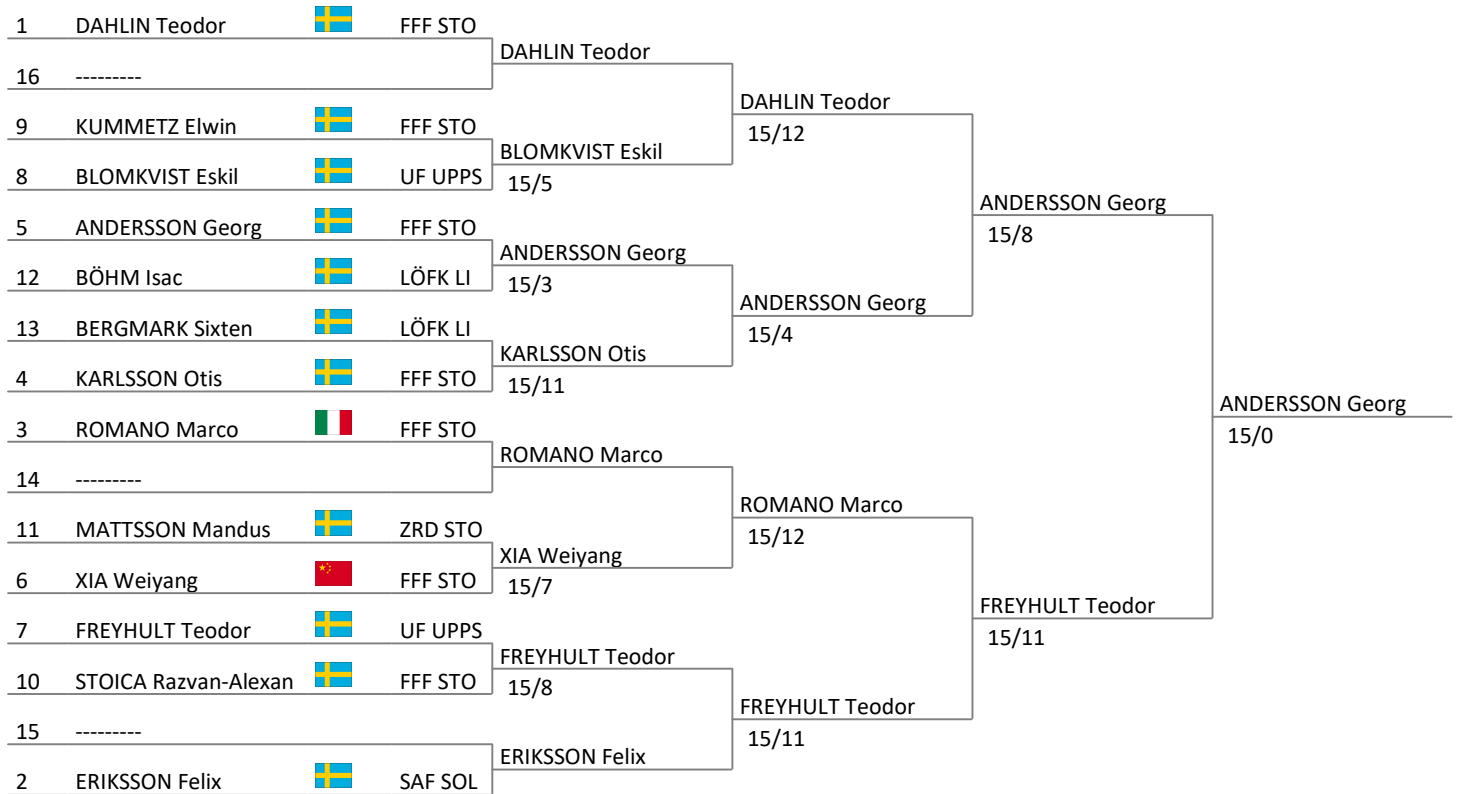 1 DAHLIN Teodor FFF STO
DAHLIN Teodor
16 ---------
DAHLIN Teodor
15/12
9 KUMMETZ Elwin FFF STO
BLOMKVIST Eskil
15/5
8 BLOMKVIST Eskil UF UPPS
ANDERSSON Georg
15/8
5 ANDERSSON Georg FFF STO
ANDERSSON Georg
15/3
12 BÖHM Isac LÖFK LI
ANDERSSON Georg
15/4
13 BERGMARK Sixten LÖFK LI
KARLSSON Otis
15/11
4 KARLSSON Otis FFF STO
ANDERSSON Georg
15/0
3 ROMANO Marco FFF STO
ROMANO Marco
14 ---------
ROMANO Marco
15/12
11 MATTSSON Mandus ZRD STO
XIA Weiyang
15/7
6 XIA Weiyang FFF STO
FREYHULT Teodor
15/11
7 FREYHULT Teodor UF UPPS
FREYHULT Teodor
15/8
10 STOICA Razvan-Alexan FFF STO
FREYHULT Teodor
15/11
15 ---------
ERIKSSON Felix
2 ERIKSSON Felix SAF SOL